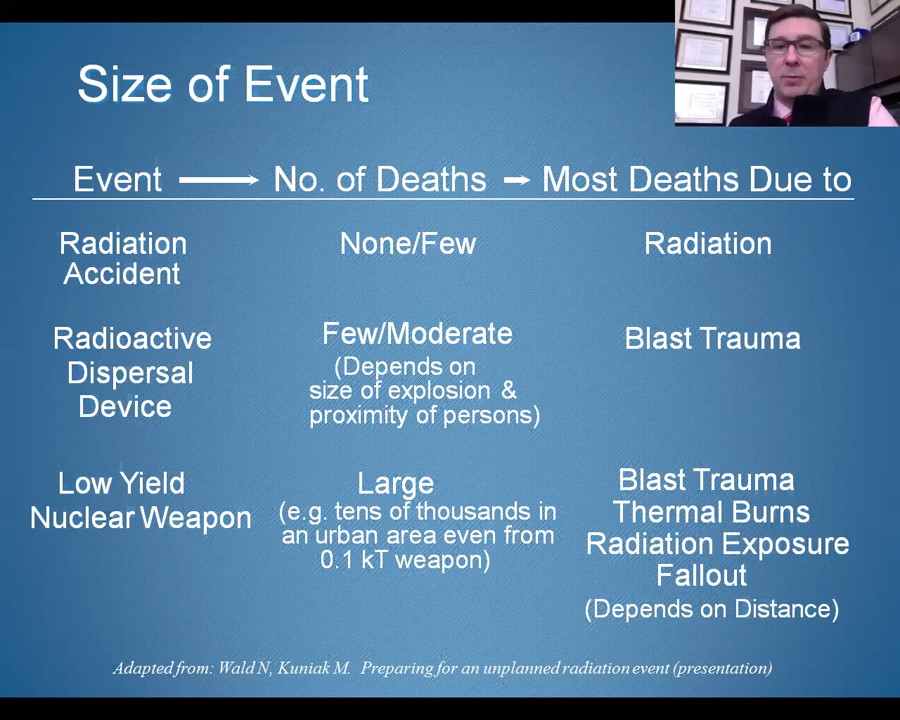 Size of Event
Event No. of Deaths Most Deaths Due to
Radiation
Accident
None/Few
Radiation
Radioactive
Dispersal
Device
Few/Moderate
(Depends on
size of explosion &
proximity of persons)
Blast Trauma
Low Yield
Nuclear Weapon
Large
(e.g. tens of thousands in
an urban area even from
0.1 kT weapon)
Blast Trauma
Thermal Burns
Radiation Exposure
Fallout
(Depends on Distance)
Adapted from: Wald N, Kuniak M. Preparing for an unplanned radiation event (presentation)